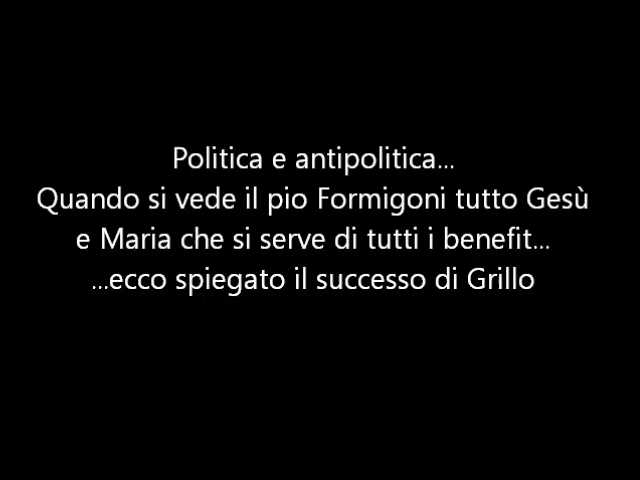 Politica e antipolitica...
Quando si vede il pio Formigoni tutto Gesù
e Maria che si serve di tutti i benefit...
...ecco spiegato il successo di Grillo